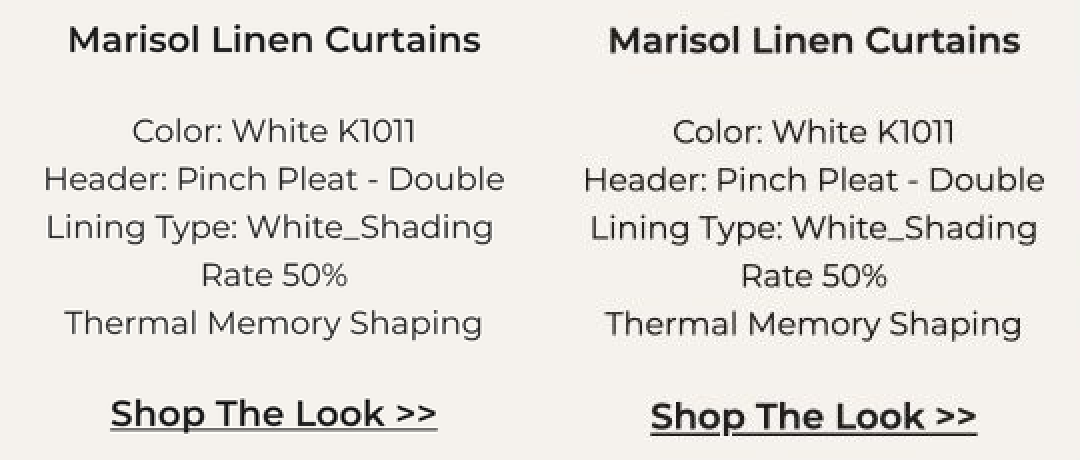 Marisol Linen Curtains
Color: White K1011
Header: Pinch Pleat - Double
Lining Type: White_Shading
Rate 50%
Thermal Memory Shaping
Shop The Look >>
Marisol Linen Curtains
Color: White K1011
Header: Pinch Pleat - Double
Lining Type: White_Shading
Rate 50%
Thermal Memory Shaping
Shop The Look >>